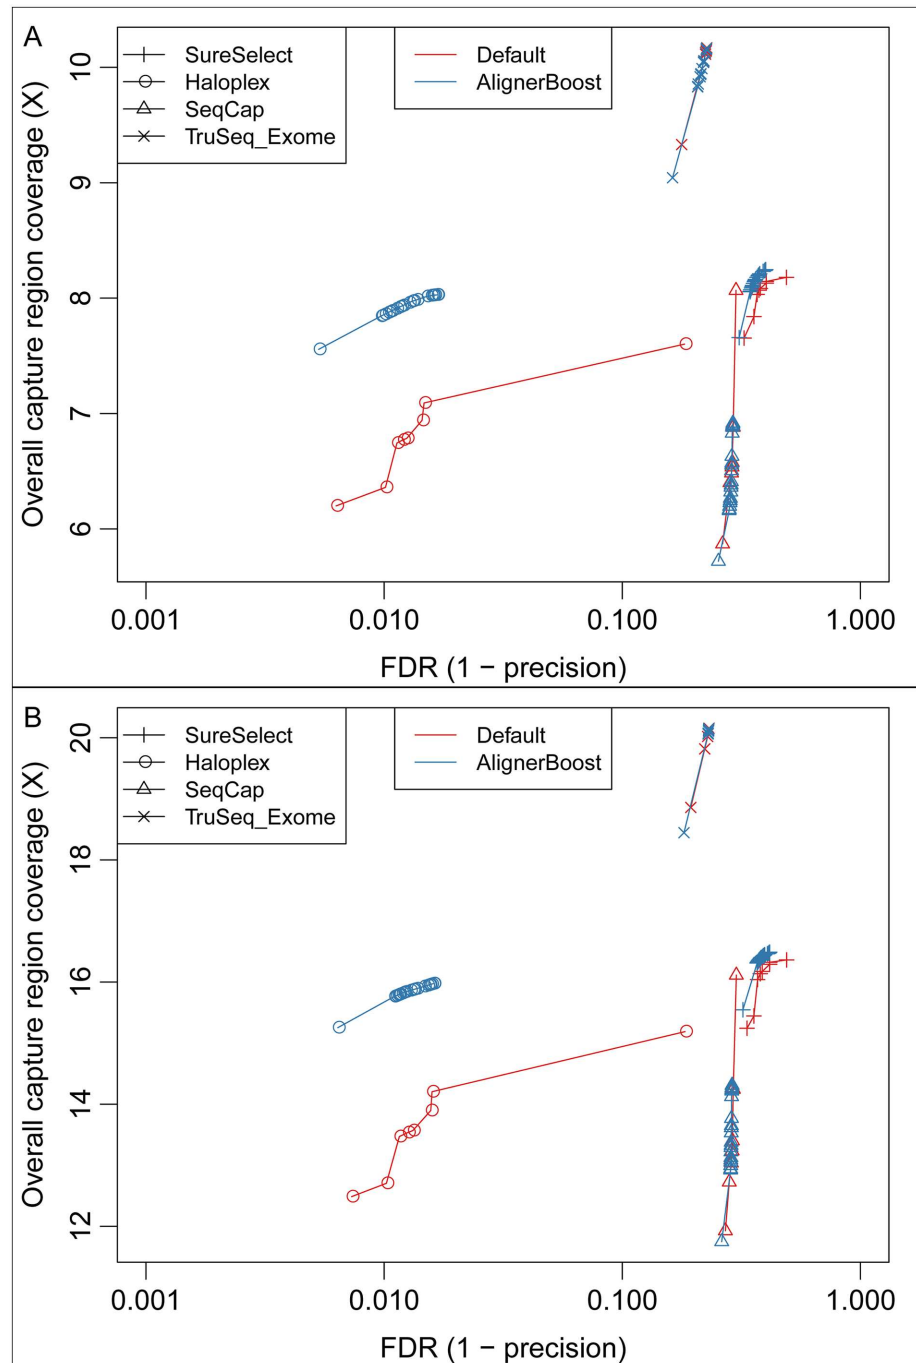 A
SureSelect
Haloplex
SeqCap
TruSeq_Exome
Default
AlignerBoost
Overall capture region coverage (X)
10
9
8
7
6
0.001 0.010 0.100 1.000
FDR (1 − precision)
B
SureSelect
Haloplex
SeqCap
TruSeq_Exome
Default
AlignerBoost
Overall capture region coverage (X)
20
18
16
14
12
0.001 0.010 0.100 1.000
FDR (1 − precision)